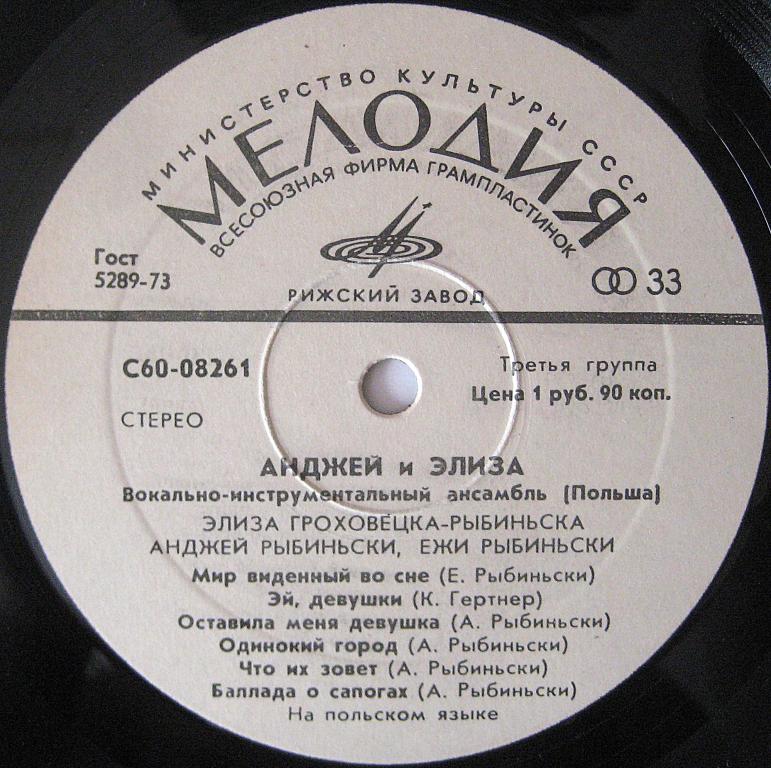 МИНИСТЕРСТВО КУЛЬТУРЫ СССР
МЕЛОДИЯ
ВСЕСОЮЗНАЯ ФИРМА ГРАМПЛАСТИНОК
Гост
5289-73
33
РИЖСКИЙ ЗАВОД
С60-08261
Третья группа
Цена 1 руб. 90 коп.
СТЕРЕО
АНДЖЕЙ и ЭЛИЗА
Вокально-инструментальный ансамбль (Польша)
ЭЛИЗА ГРОХОВЕЦКА-РЫБИНЬСКА
АНДЖЕЙ РЫБИНЬСКИ, ЕЖИ РЫБИНЬСКИ
Мир виденный во сне (Е. Рыбиньски)
Эй, девушки (К. Гертнер)
Оставила меня девушка (А. Рыбиньски)
Одинокий город (А. Рыбиньски)
Что их зовет (А. Рыбиньски)
Баллада о сапогах (А. Рыбиньски)
На польском языке